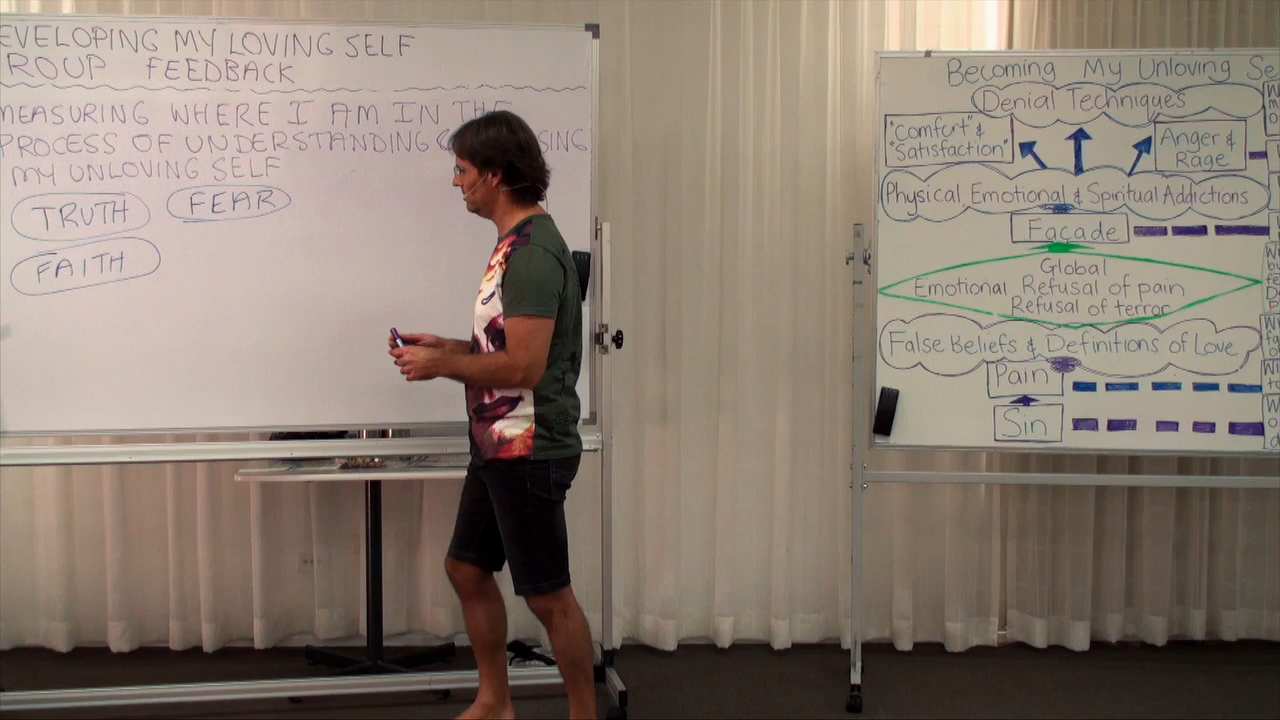 EVELOPING MY LOVING SELF
ROUP FEEDBACK
MEASURING WHERE I AM IN THE
PROCESS OF UNDERSTANDING
MY UNLOVING SELF
TRUTH
FEAR
FAITH
Becoming My Unloving Se
Denial Techniques
"Comfort" &
"Satisfaction"
Anger &
Rage
Physical, Emotional & Spiritual Addictions
Façade
Global
Emotional Refusal of pain
Refusal of terror
False Beliefs & Definitions of Love
Pain
Sin